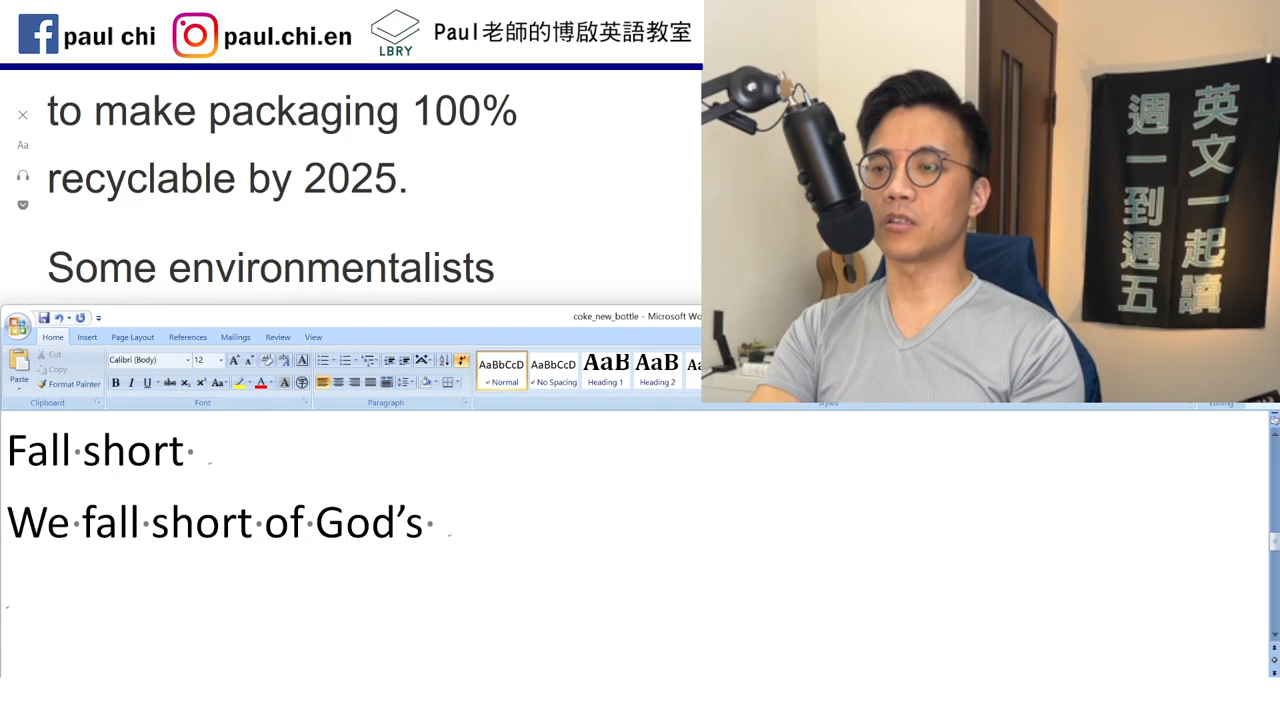 paul chi
paul.chi.en
LBRY
Paul老師的博啟英語教室
to make packaging 100%
recyclable by 2025.
Some environmentalists
Aa
coke_new_bottle - Microsoft Wo
Home Insert Page Layout References Mailings Review View
Paste
Cut
Copy
Format Painter
Clipboard
Calibri (Body)
12
Font
Paragraph
AaBbCcD
Normal
AaBbCcD
No Spacing
AaB
Heading 1
AaB
Heading 2
Fall short
We fall short of God’s
英文一起讀
週一到週五